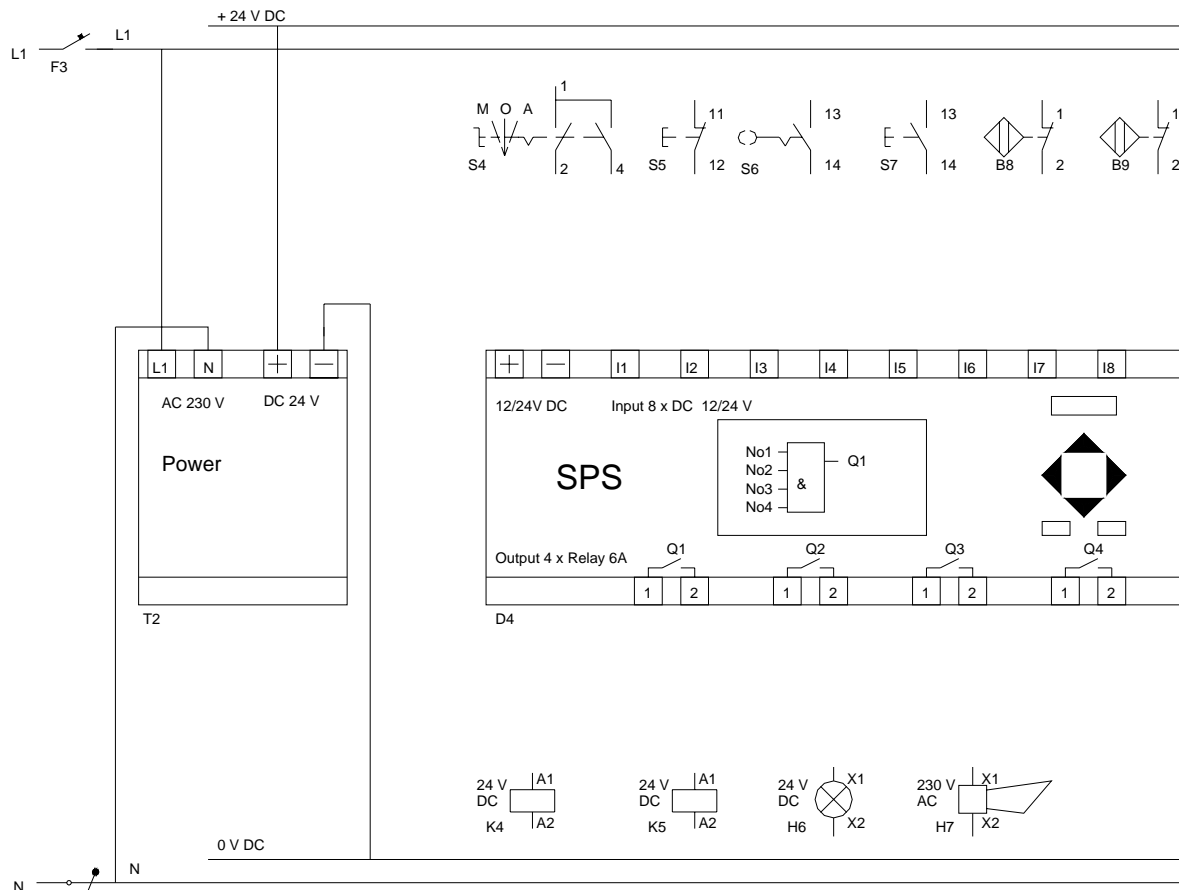 + 24 V DC
L1
L1
F3
M O A
1
S4
2
4
11
S5
12
S6
13
14
13
S7
14
1
B8
2
1
B9
2
L1
N
+
—
+
—
I1
I2
I3
I4
I5
I6
I7
I8
AC 230 V
DC 24 V
12/24V DC
Input 8 x DC 12/24 V
Power
SPS
No1
No2
No3
No4
&
Q1
Output 4 x Relay 6A
Q1
Q2
Q3
Q4
1
2
1
2
1
2
1
2
T2
D4
24 V
DC
A1
A2
K4
24 V
DC
A1
A2
K5
24 V
DC
X1
X2
H6
230 V
AC
X1
X2
H7
0 V DC
N
N